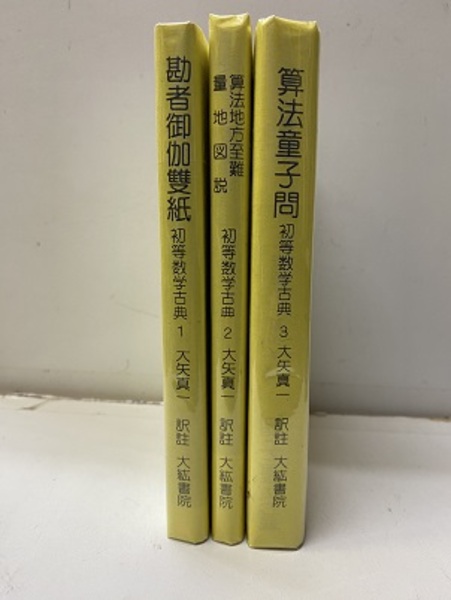 勘者御伽雙紙 初等数学古典 1 大矢真一 訳註 大紘書院
算法地方至難
量地図説
初等数学古典 2 大矢真一 訳註 大紘書院
算法童子問 初等数学古典 3 大矢真一 訳註 大紘書院